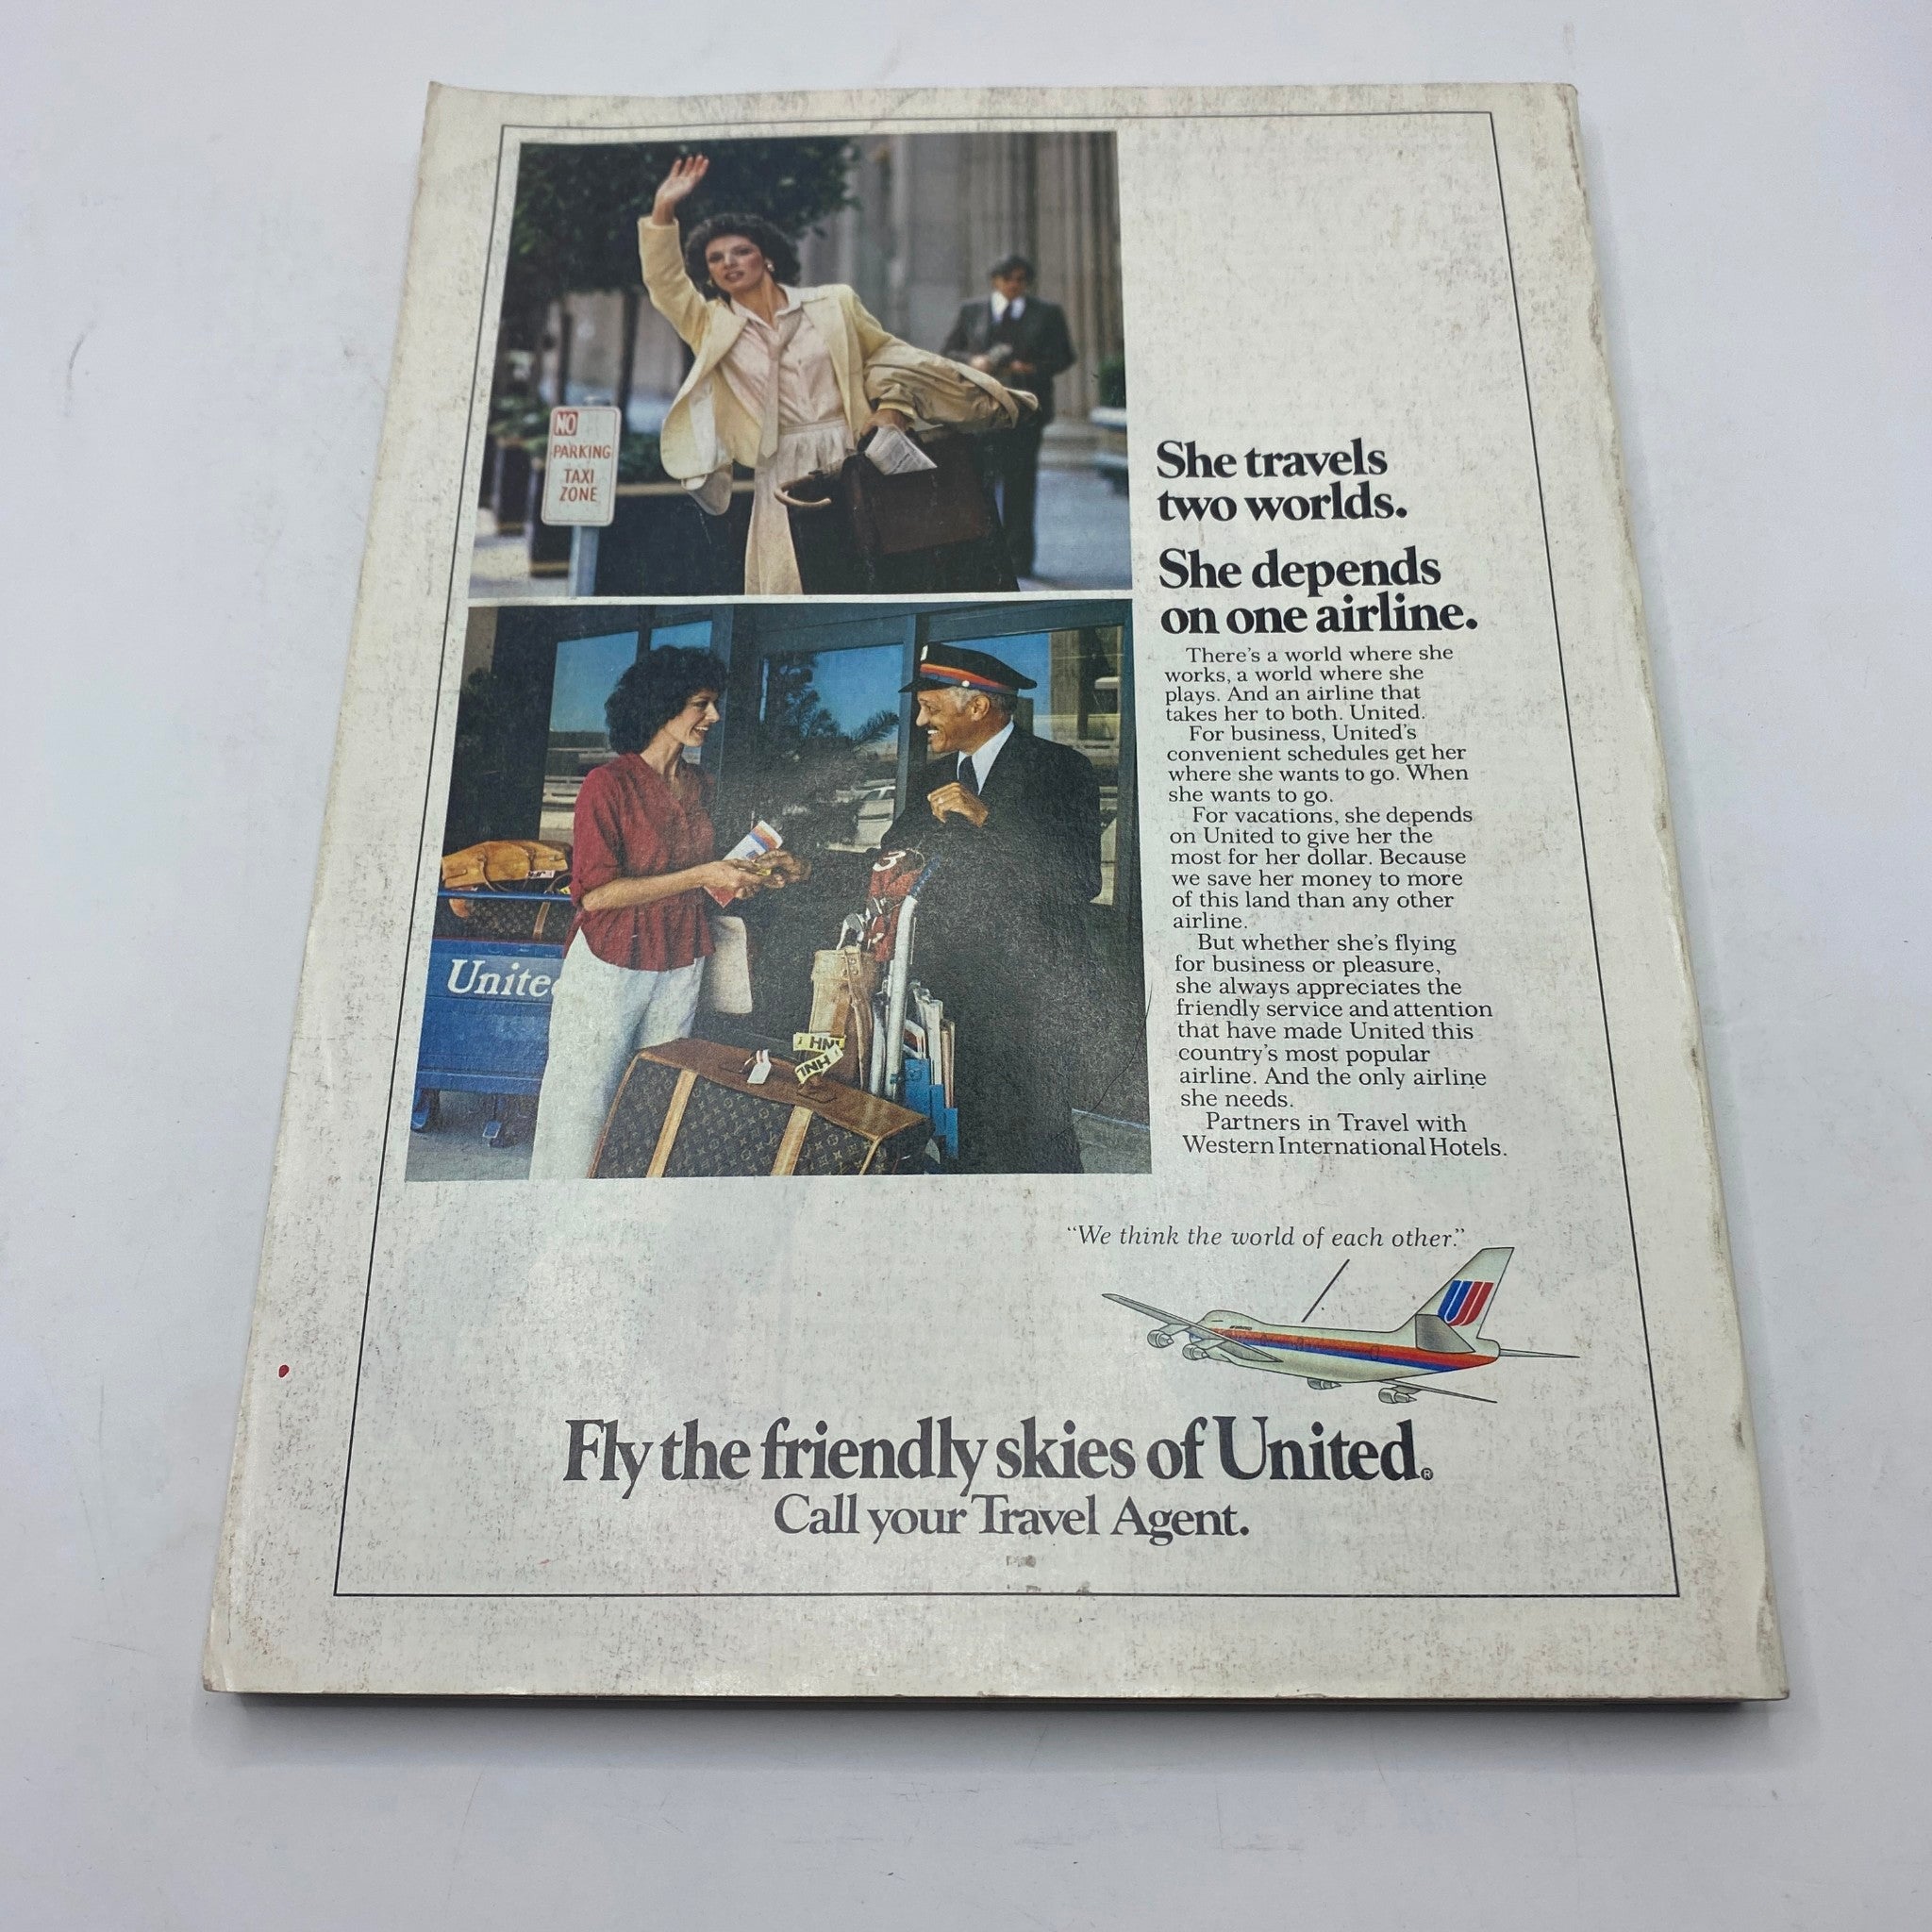 NO
PARKING
TAXI
ZONE
She travels
two worlds.
She depends
on one airline.
There's a world where she
works, a world where she
plays. And an airline that
takes her to both. United.
For business, United's
convenient schedules get her
where she wants to go. When
she wants to go.
For vacations, she depends
on United to give her the
most for her dollar. Because
we save her money to more
of this land than any other
airline.
But whether she's flying
for business or pleasure,
she always appreciates the
friendly service and attention
that have made United this
country's most popular
airline. And the only airline
she needs.
Partners in Travel with
Western International Hotels.
3
Unite
HNL
HNL
"We think the world of each other."
Fly the friendly skies of United.®
Call your Travel Agent.